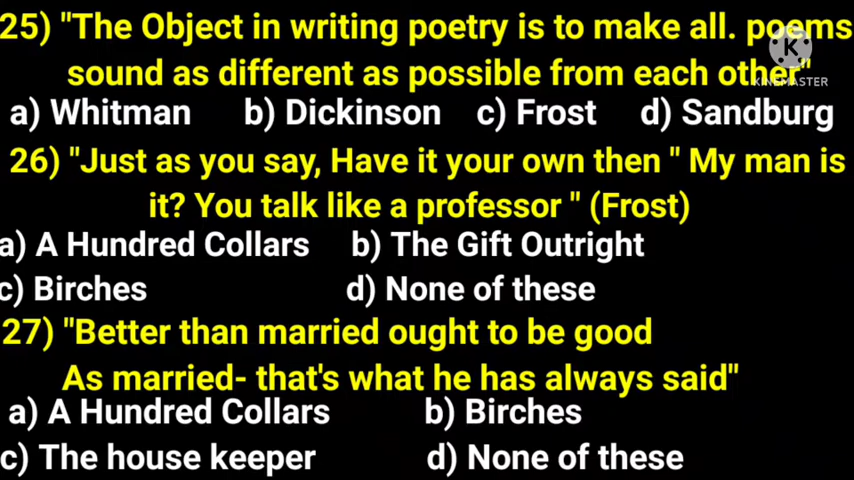 25) "The Object in writing poetry is to make all. poems
sound as different as possible from each other"
a) Whitman b) Dickinson c) Frost d) Sandburg
26) "Just as you say, Have it your own then " My man is
it? You talk like a professor " (Frost)
a) A Hundred Collars b) The Gift Outright
c) Birches d) None of these
27) "Better than married ought to be good
As married- that's what he has always said"
a) A Hundred Collars b) Birches
c) The house keeper d) None of these
K
KINEMASTER